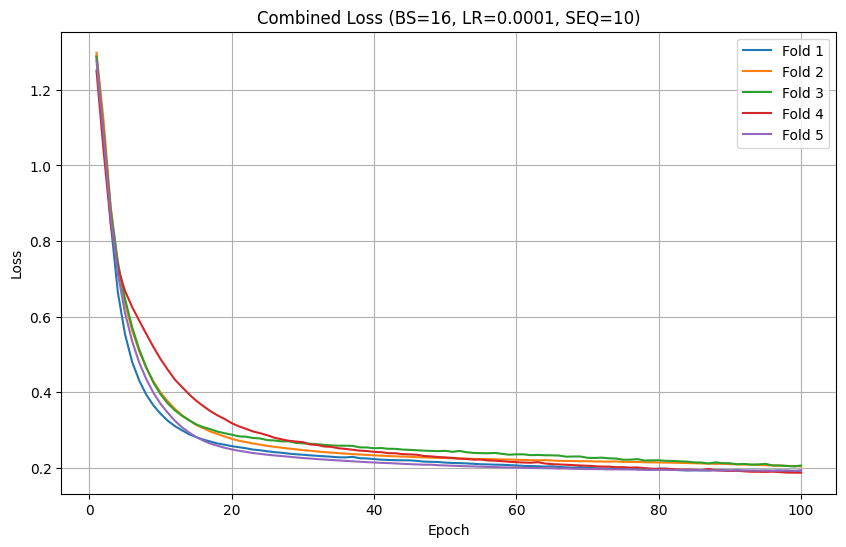 Combined Loss (BS=16, LR=0.0001, SEQ=10)
Fold 1
Fold 2
Fold 3
Fold 4
Fold 5
Loss
1.2
1.0
0.8
0.6
0.4
0.2
0 20 40 60 80 100
Epoch